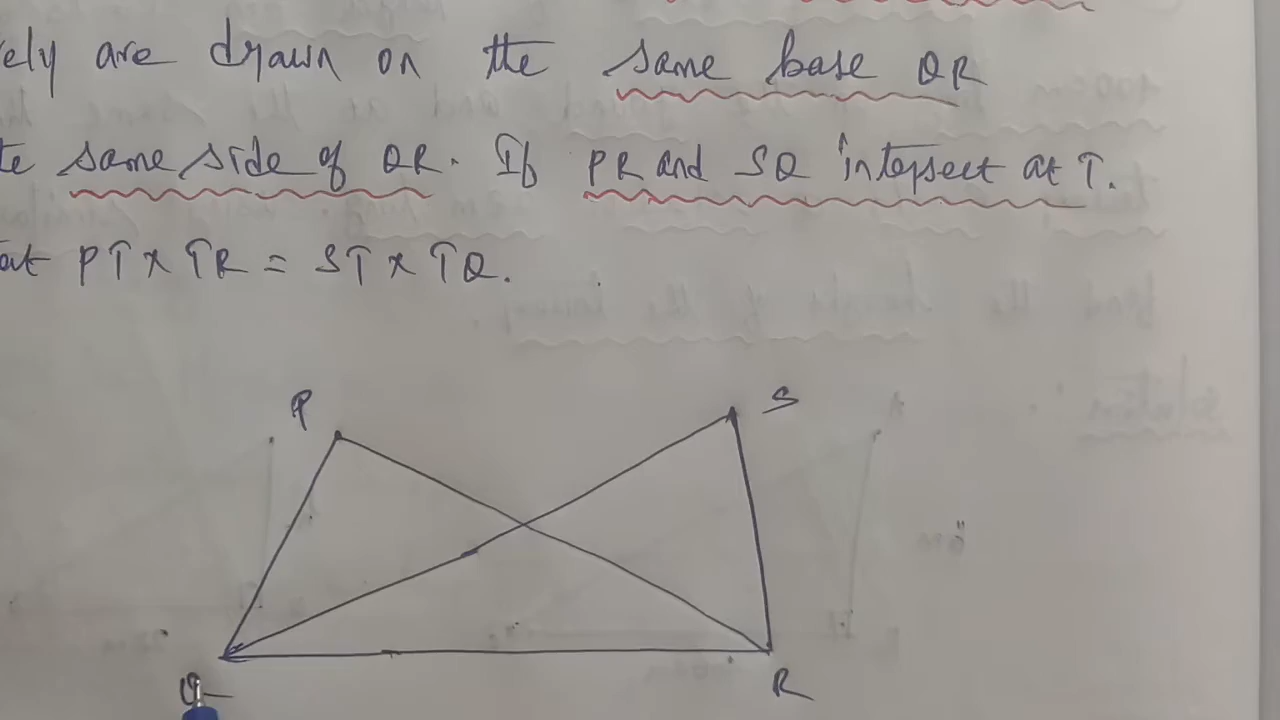 ely are drawn on the same base QR
te same side of QR. If PR and SQ intersect at T.
at PT x TR = ST x TQ.
P
S
Q
R